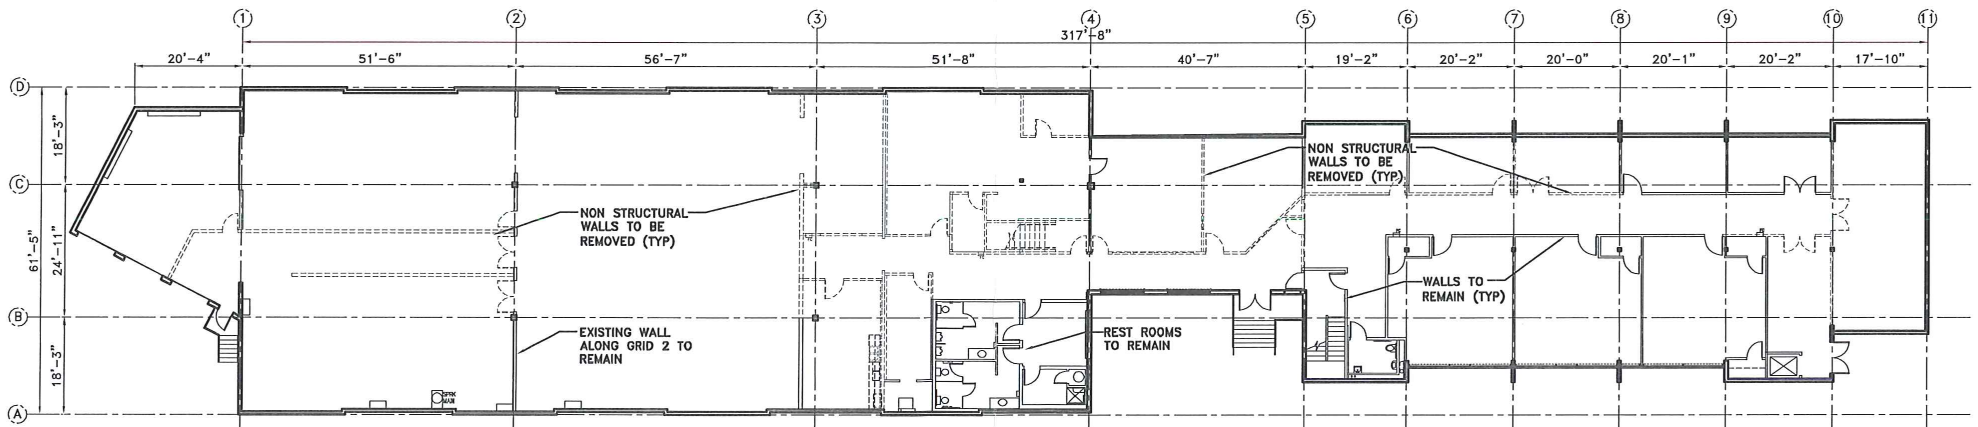 1 2 3 4 5 6 7 8 9 10 11
317'-8"
20'-4" 51'-6" 56'-7" 51'-8" 40'-7" 19'-2" 20'-2" 20'-0" 20'-1" 20'-2" 17'-10"
D
C
B
A
61'-5"
18'-3"
24'-11"
18'-3"
NON STRUCTURAL
WALLS TO BE
REMOVED (TYP)
NON STRUCTURAL
WALLS TO BE
REMOVED (TYP)
WALLS TO
REMAIN (TYP)
EXISTING WALL
ALONG GRID 2 TO
REMAIN
REST ROOMS
TO REMAIN
SPRK
MAIN